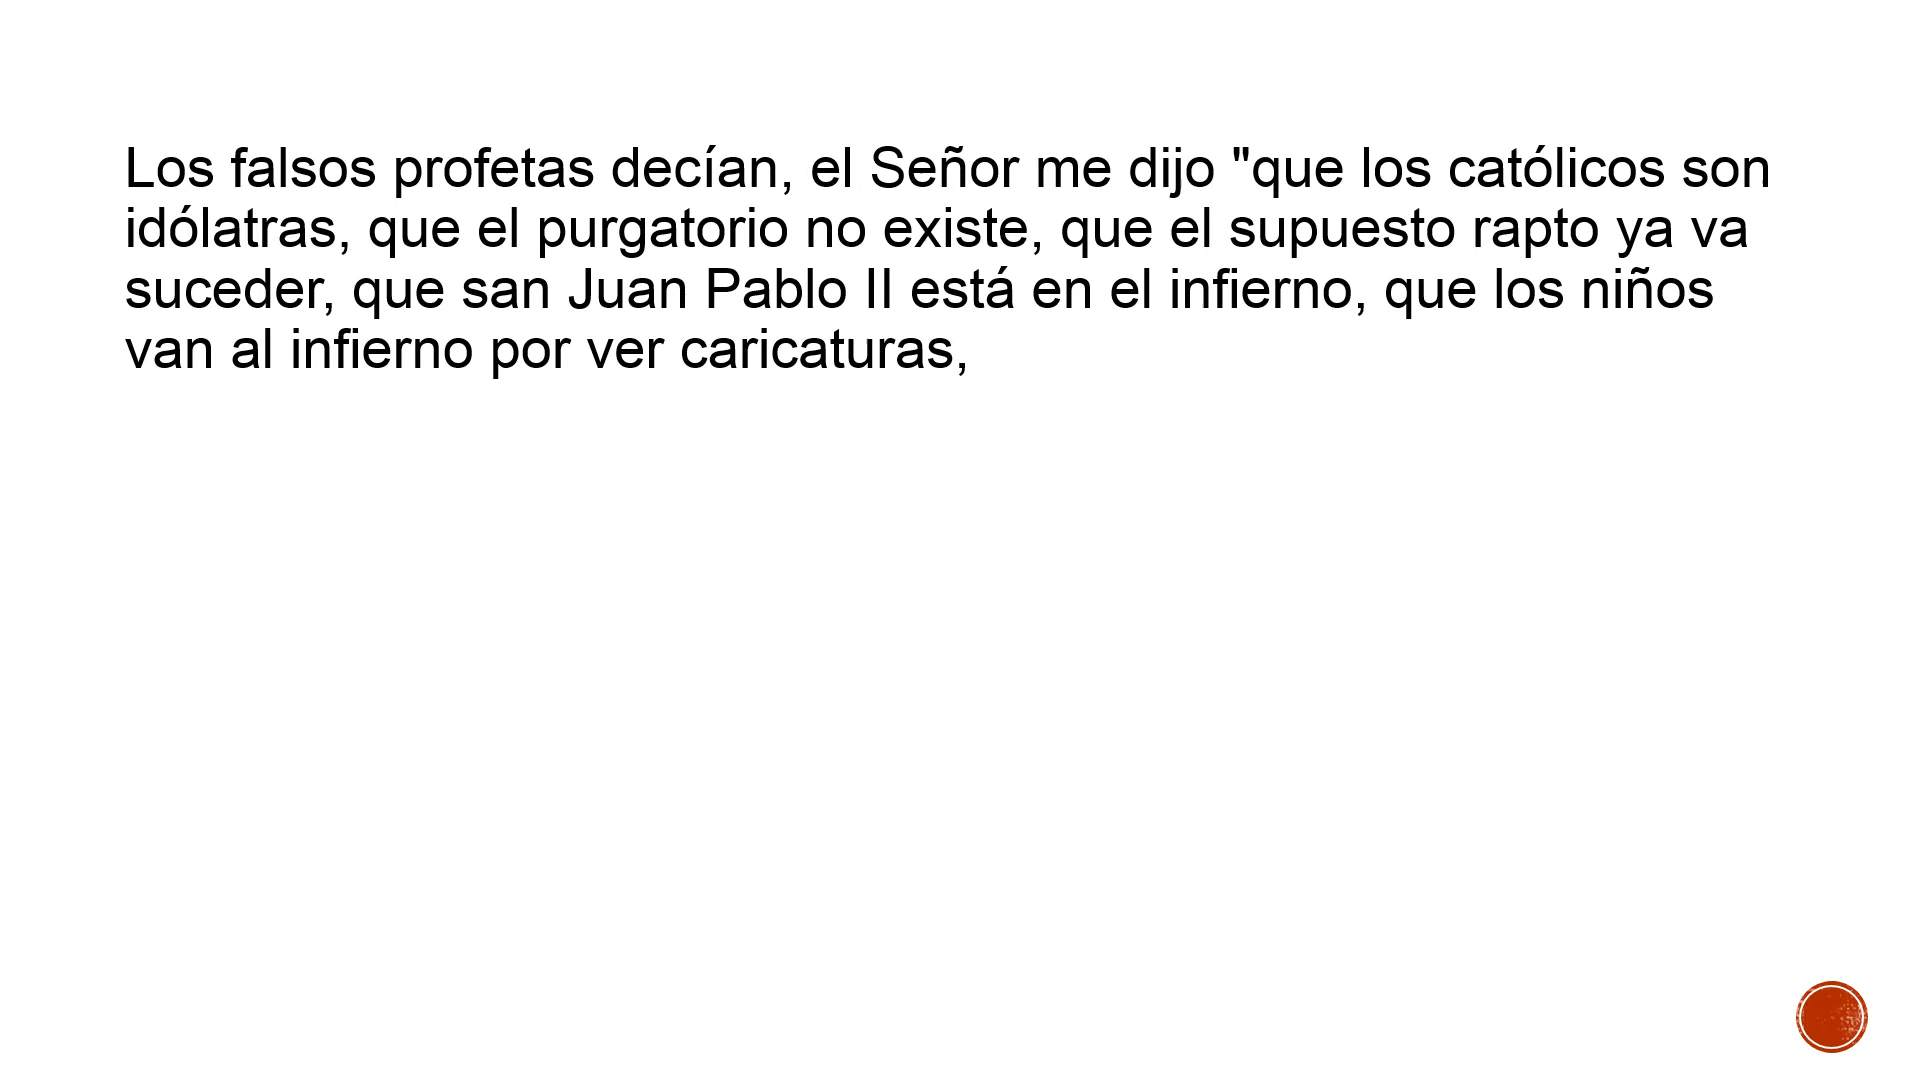 Los falsos profetas decían, el Señor me dijo "que los católicos son
idólatras, que el purgatorio no existe, que el supuesto rapto ya va
suceder, que san Juan Pablo II está en el infierno, que los niños
van al infierno por ver caricaturas,